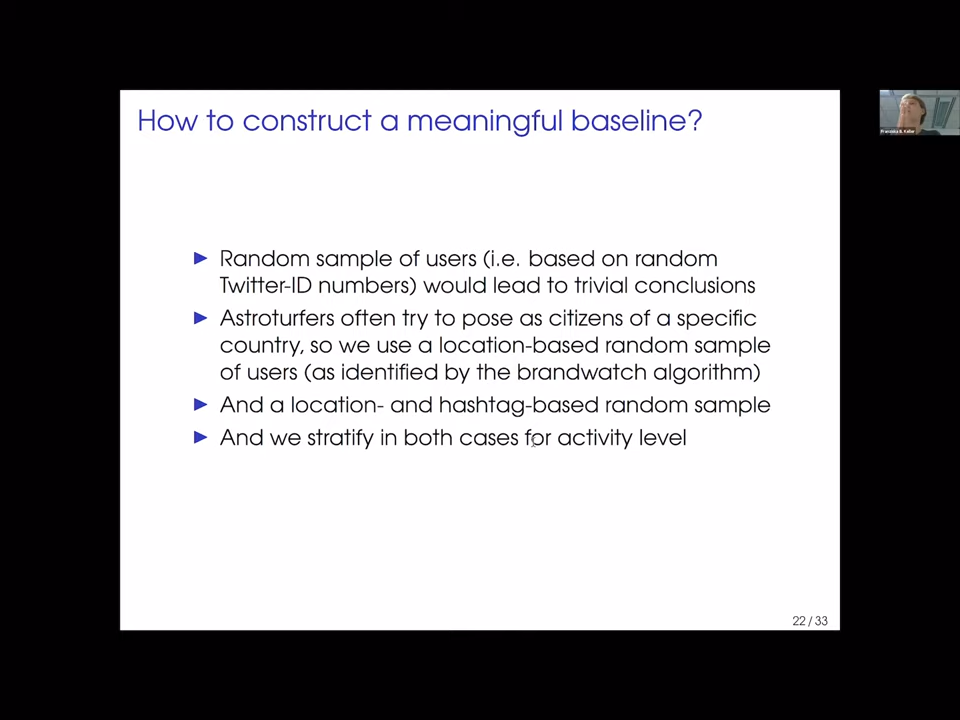 How to construct a meaningful baseline?
▶ Random sample of users (i.e. based on random
Twitter-ID numbers) would lead to trivial conclusions
▶ Astroturfers often try to pose as citizens of a specific
country, so we use a location-based random sample
of users (as identified by the brandwatch algorithm)
▶ And a location- and hashtag-based random sample
▶ And we stratify in both cases for activity level
22 / 33
Franziska B. Keller